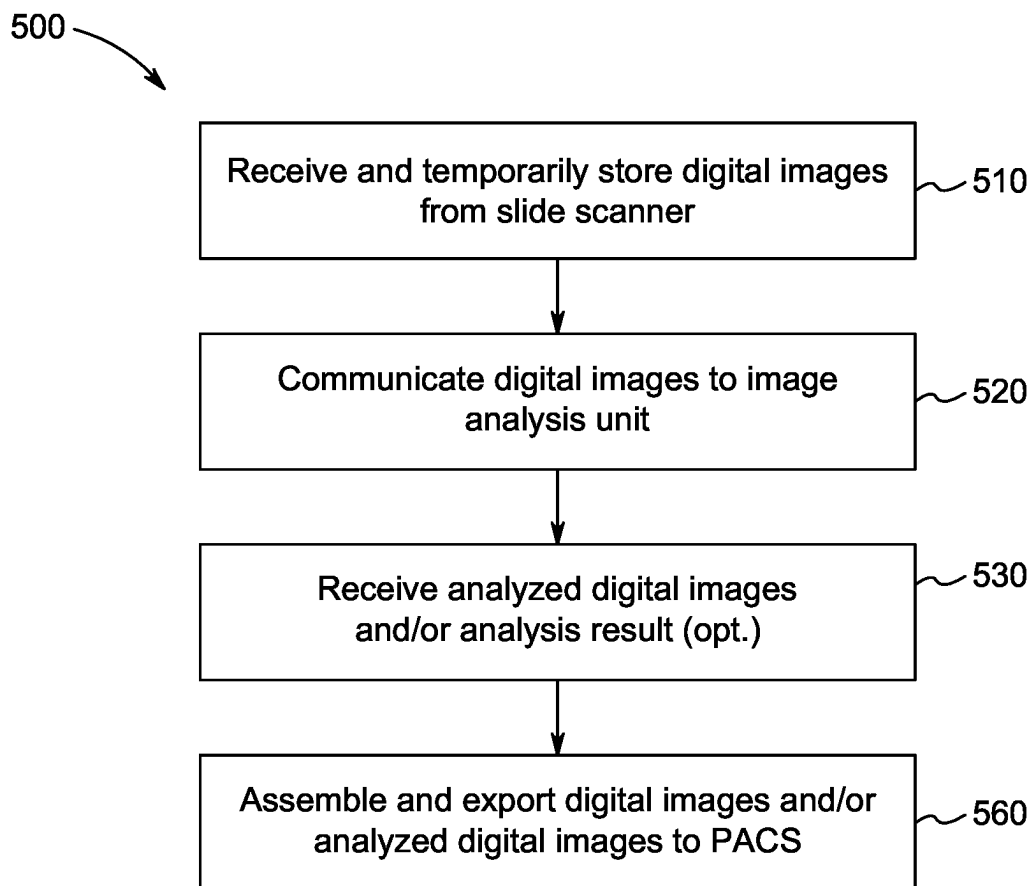 500
Receive and temporarily store digital images
from slide scanner
510
Communicate digital images to image
analysis unit
520
Receive analyzed digital images
and/or analysis result (opt.)
530
Assemble and export digital images and/or
analyzed digital images to PACS
560